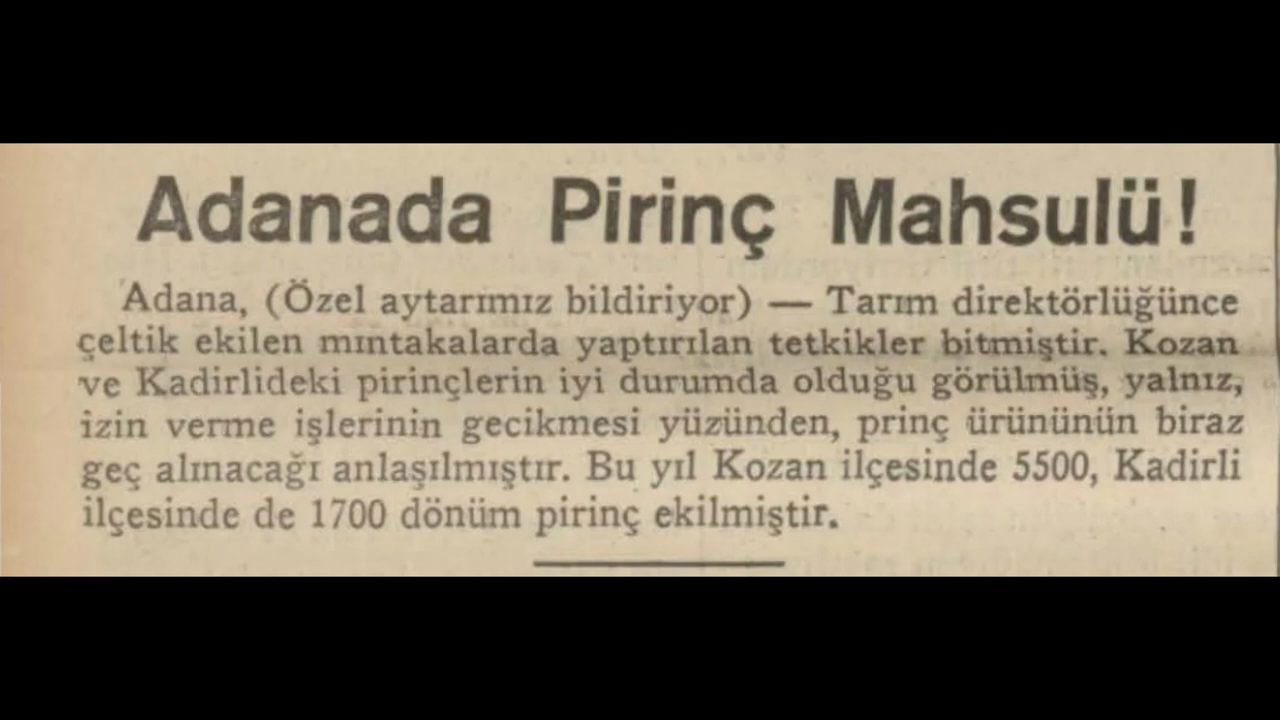 Adanada Pirinç Mahsulü!
Adana, (Özel aytarımız bildiriyor) — Tarım direktörlüğünce
çeltik ekilen mıntakalarda yaptırılan tetkikler bitmiştir. Kozan
ve Kadirlideki pirinçlerin iyi durumda olduğu görülmüş, yalnız,
izin verme işlerinin gecikmesi yüzünden, prinç ürününün biraz
geç alınacağı anlaşılmıştır. Bu yıl Kozan ilçesinde 5500, Kadirli
ilçesinde de 1700 dönüm pirinç ekilmiştir.